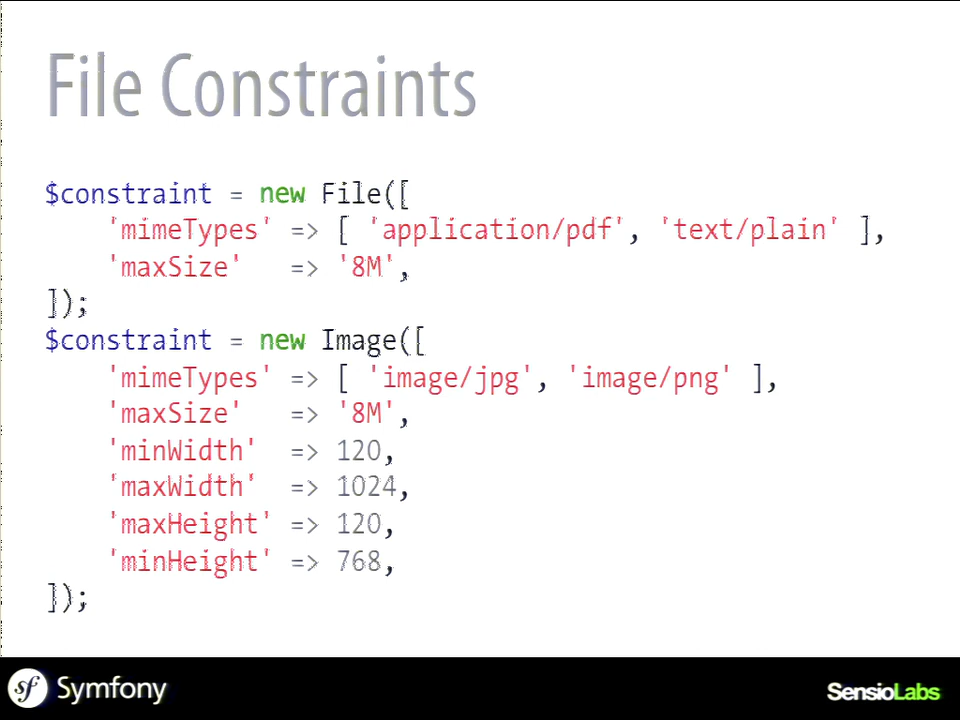 File Constraints
$constraint = new File([
    'mimeTypes' => [ 'application/pdf', 'text/plain' ],
    'maxSize'   => '8M',
]);
$constraint = new Image([
    'mimeTypes' => [ 'image/jpg', 'image/png' ],
    'maxSize'   => '8M',
    'minWidth'  => 120,
    'maxWidth'  => 1024,
    'maxHeight' => 120,
    'minHeight' => 768,
]);
sf Symfony
SensioLabs